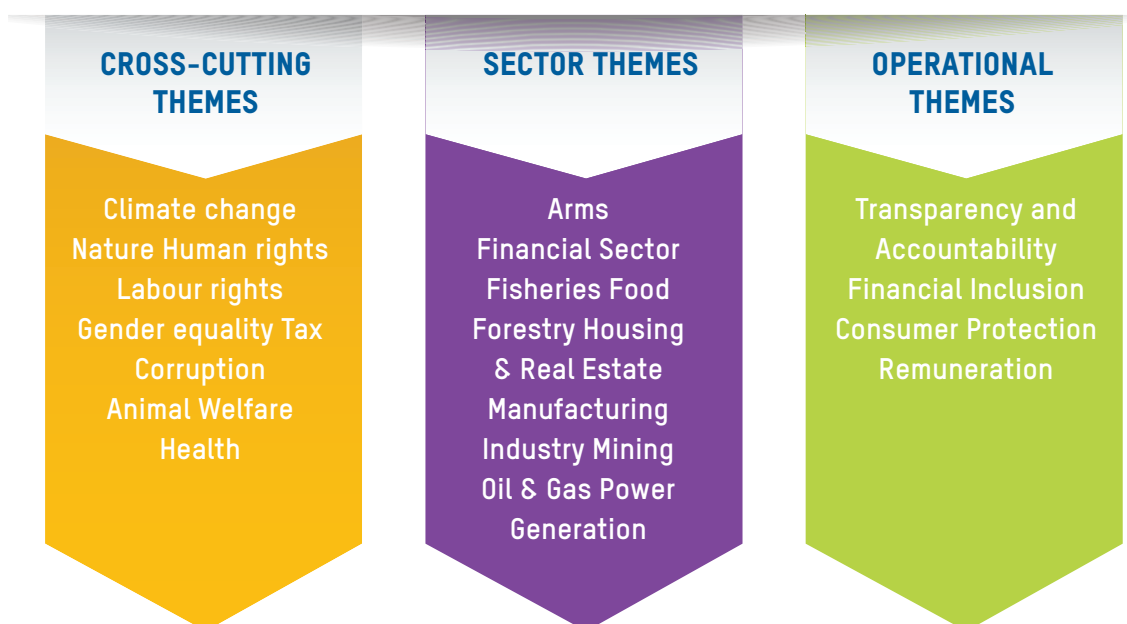 CROSS-CUTTING
THEMES
Climate change
Nature Human rights
Labour rights
Gender equality Tax
Corruption
Animal Welfare
Health
SECTOR THEMES
Arms
Financial Sector
Fisheries Food
Forestry Housing
& Real Estate
Manufacturing
Industry Mining
Oil & Gas Power
Generation
OPERATIONAL
THEMES
Transparency and
Accountability
Financial Inclusion
Consumer Protection
Remuneration